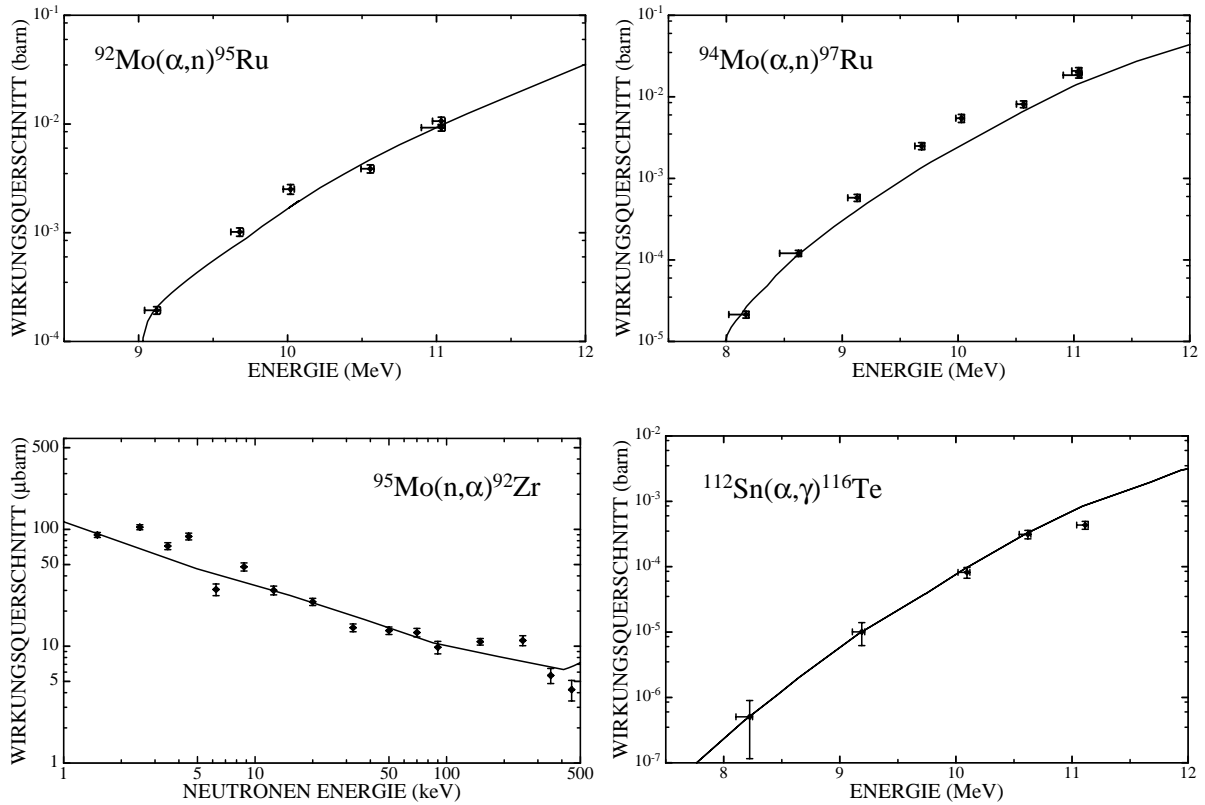 ⁹²Mo(α,n)⁹⁵Ru
WIRKUNGSQUERSCHNITT (barn)
10⁻¹
10⁻²
10⁻³
10⁻⁴
9 10 11 12
ENERGIE (MeV)
⁹⁴Mo(α,n)⁹⁷Ru
WIRKUNGSQUERSCHNITT (barn)
10⁻¹
10⁻²
10⁻³
10⁻⁴
10⁻⁵
8 9 10 11 12
ENERGIE (MeV)
⁹⁵Mo(n,α)⁹²Zr
WIRKUNGSQUERSCHNITT (μbarn)
500
100
50
10
5
1
1 5 10 50 100 500
NEUTRONEN ENERGIE (keV)
¹¹²Sn(α,γ)¹¹⁶Te
WIRKUNGSQUERSCHNITT (barn)
10⁻²
10⁻³
10⁻⁴
10⁻⁵
10⁻⁶
10⁻⁷
8 9 10 11 12
ENERGIE (MeV)